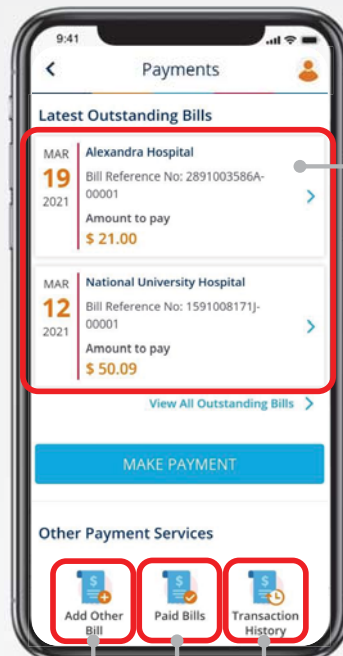 9:41
Payments
Latest Outstanding Bills
MAR
19
2021
Alexandra Hospital
Bill Reference No: 2891003586A-
00001
Amount to pay
$ 21.00
MAR
12
2021
National University Hospital
Bill Reference No: 1591008171J-
00001
Amount to pay
$ 50.09
View All Outstanding Bills
MAKE PAYMENT
Other Payment Services
Add Other
Bill
Paid Bills
Transaction
History